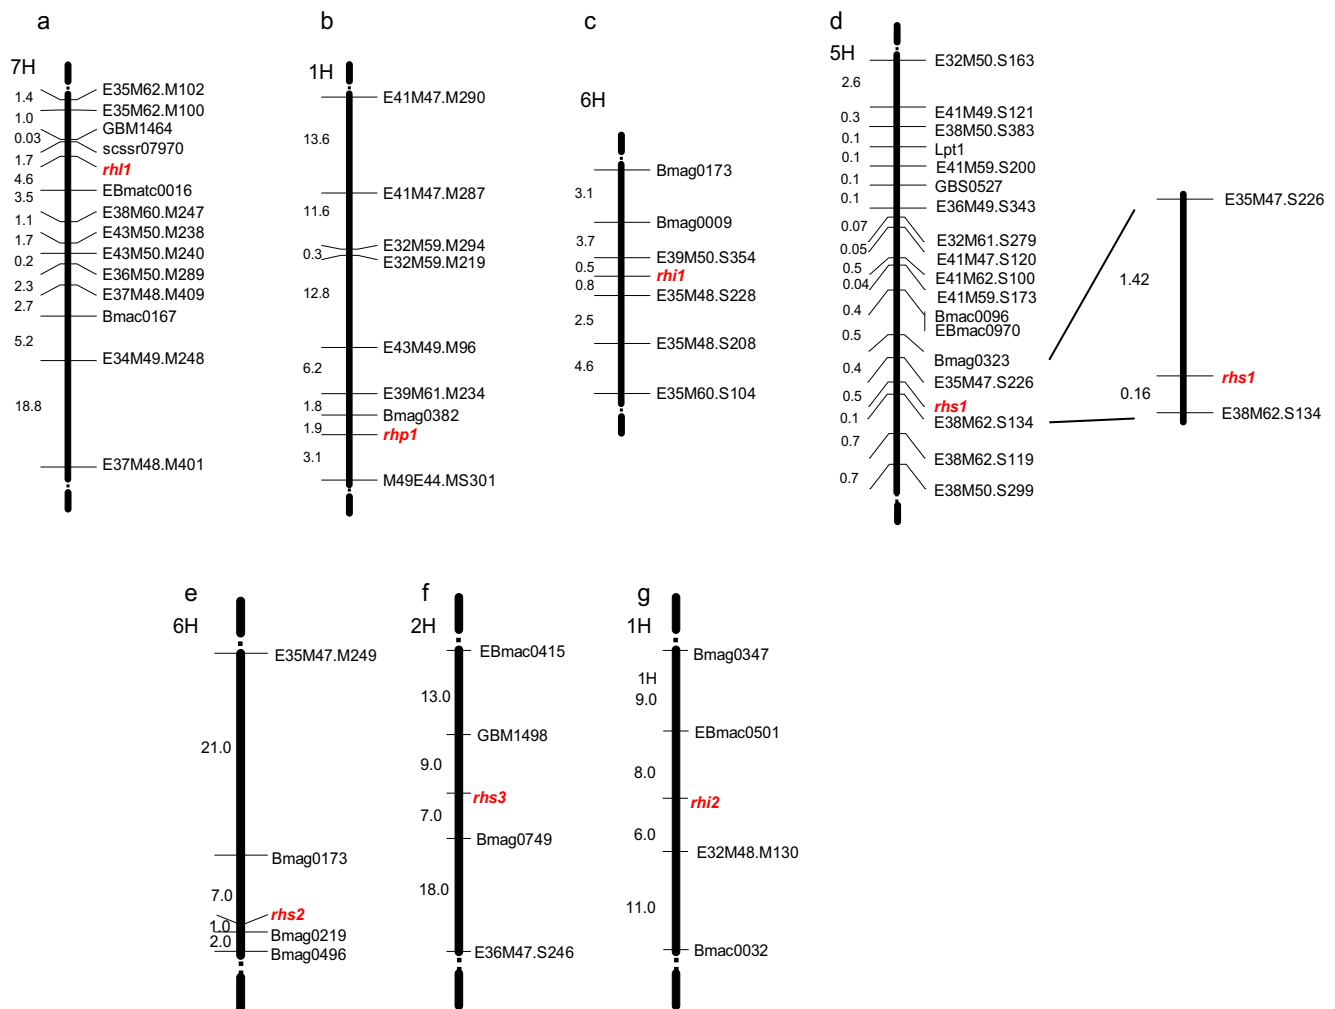 a
7H
1.4
1.0
0.03
1.7
4.6
3.5
1.1
1.7
0.2
2.3
2.7
5.2
18.8
E35M62.M102
E35M62.M100
GBM1464
scssr07970
rhl1
EBmatc0016
E38M60.M247
E43M50.M238
E43M50.M240
E36M50.M289
E37M48.M409
Bmac0167
E34M49.M248
E37M48.M401
b
1H
13.6
11.6
0.3
12.8
6.2
1.8
1.9
3.1
E41M47.M290
E41M47.M287
E32M59.M294
E32M59.M219
E43M49.M96
E39M61.M234
Bmag0382
rhp1
M49E44.MS301
c
6H
3.1
3.7
0.5
0.8
2.5
4.6
Bmag0173
Bmag0009
E39M50.S354
rhi1
E35M48.S228
E35M48.S208
E35M60.S104
d
5H
2.6
0.3
0.1
0.1
0.1
0.1
0.07
0.05
0.5
0.04
0.4
0.5
0.4
0.5
0.1
0.7
0.7
E32M50.S163
E41M49.S121
E38M50.S383
Lpt1
E41M59.S200
GBS0527
E36M49.S343
E32M61.S279
E41M47.S120
E41M62.S100
E41M59.S173
Bmac0096
EBmac0970
Bmag0323
E35M47.S226
rhs1
E38M62.S134
E38M62.S119
E38M50.S299
1.42
0.16
E35M47.S226
rhs1
E38M62.S134
e
6H
21.0
7.0
1.0
2.0
E35M47.M249
Bmag0173
rhs2
Bmag0219
Bmag0496
f
2H
13.0
9.0
7.0
18.0
EBmac0415
GBM1498
rhs3
Bmag0749
E36M47.S246
g
1H
1H
9.0
8.0
6.0
11.0
Bmag0347
EBmac0501
rhi2
E32M48.M130
Bmac0032